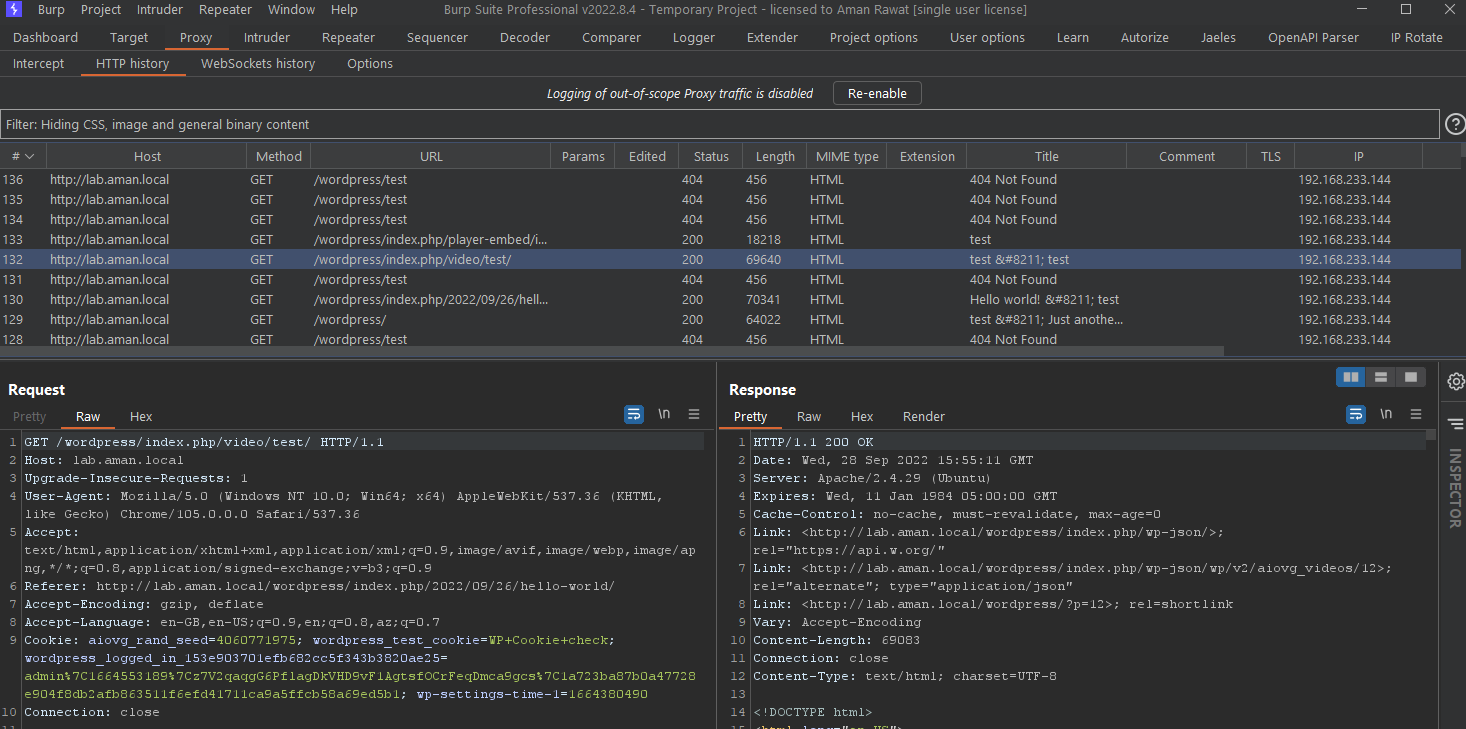 Burp Project Intruder Repeater Window Help Burp Suite Professional v2022.8.4 - Temporary Project - licensed to Aman Rawat [single user license]
Dashboard Target Proxy Intruder Repeater Sequencer Decoder Comparer Logger Extender Project options User options Learn Autorize Jaeles OpenAPI Parser IP Rotate
Intercept HTTP history WebSockets history Options
Logging of out-of-scope Proxy traffic is disabled Re-enable
Filter: Hiding CSS, image and general binary content ?
# Host Method URL Params Edited Status Length MIME type Extension Title Comment TLS IP
136 http://lab.aman.local GET /wordpress/test 404 456 HTML 404 Not Found 192.168.233.144
135 http://lab.aman.local GET /wordpress/test 404 456 HTML 404 Not Found 192.168.233.144
134 http://lab.aman.local GET /wordpress/test 404 456 HTML 404 Not Found 192.168.233.144
133 http://lab.aman.local GET /wordpress/index.php/player-embed/i... 200 18218 HTML test 192.168.233.144
132 http://lab.aman.local GET /wordpress/index.php/video/test/ 200 69640 HTML test &#8211; test 192.168.233.144
131 http://lab.aman.local GET /wordpress/test 404 456 HTML 404 Not Found 192.168.233.144
130 http://lab.aman.local GET /wordpress/index.php/2022/09/26/hell... 200 70341 HTML Hello world! &#8211; test 192.168.233.144
129 http://lab.aman.local GET /wordpress/ 200 64022 HTML test &#8211; Just anothe... 192.168.233.144
128 http://lab.aman.local GET /wordpress/test 404 456 HTML 404 Not Found 192.168.233.144
Request
Pretty Raw Hex \n
1 GET /wordpress/index.php/video/test/ HTTP/1.1
2 Host: lab.aman.local
3 Upgrade-Insecure-Requests: 1
4 User-Agent: Mozilla/5.0 (Windows NT 10.0; Win64; x64) AppleWebKit/537.36 (KHTML,
like Gecko) Chrome/105.0.0.0 Safari/537.36
5 Accept:
text/html,application/xhtml+xml,application/xml;q=0.9,image/avif,image/webp,image/ap
ng,*/*;q=0.8,application/signed-exchange;v=b3;q=0.9
6 Referer: http://lab.aman.local/wordpress/index.php/2022/09/26/hello-world/
7 Accept-Encoding: gzip, deflate
8 Accept-Language: en-GB,en-US;q=0.9,en;q=0.8,az;q=0.7
9 Cookie: aiovg_rand_seed=4060771975; wordpress_test_cookie=WP+Cookie+check;
wordpress_logged_in_153e903701efb682cc5f343b3820ae25=
admin%7C1664553189%7Cz7V2qaqgG6PflagDkVHD9vF1AgtsfOCrFeqDmca9gcs%7C1a723ba87b0a47728
e904f8db2afb863511f6efd41711ca9a5ffcb58a69ed5b1; wp-settings-time-1=1664380490
10 Connection: close
Response
Pretty Raw Hex Render \n
1 HTTP/1.1 200 OK
2 Date: Wed, 28 Sep 2022 15:55:11 GMT
3 Server: Apache/2.4.29 (Ubuntu)
4 Expires: Wed, 11 Jan 1984 05:00:00 GMT
5 Cache-Control: no-cache, must-revalidate, max-age=0
6 Link: <http://lab.aman.local/wordpress/index.php/wp-json/>;
rel="https://api.w.org/"
7 Link: <http://lab.aman.local/wordpress/index.php/wp-json/wp/v2/aiovg_videos/12>;
rel="alternate"; type="application/json"
8 Link: <http://lab.aman.local/wordpress/?p=12>; rel=shortlink
9 Vary: Accept-Encoding
10 Content-Length: 69083
11 Connection: close
12 Content-Type: text/html; charset=UTF-8
13
14 <!DOCTYPE html>
INSPECTOR